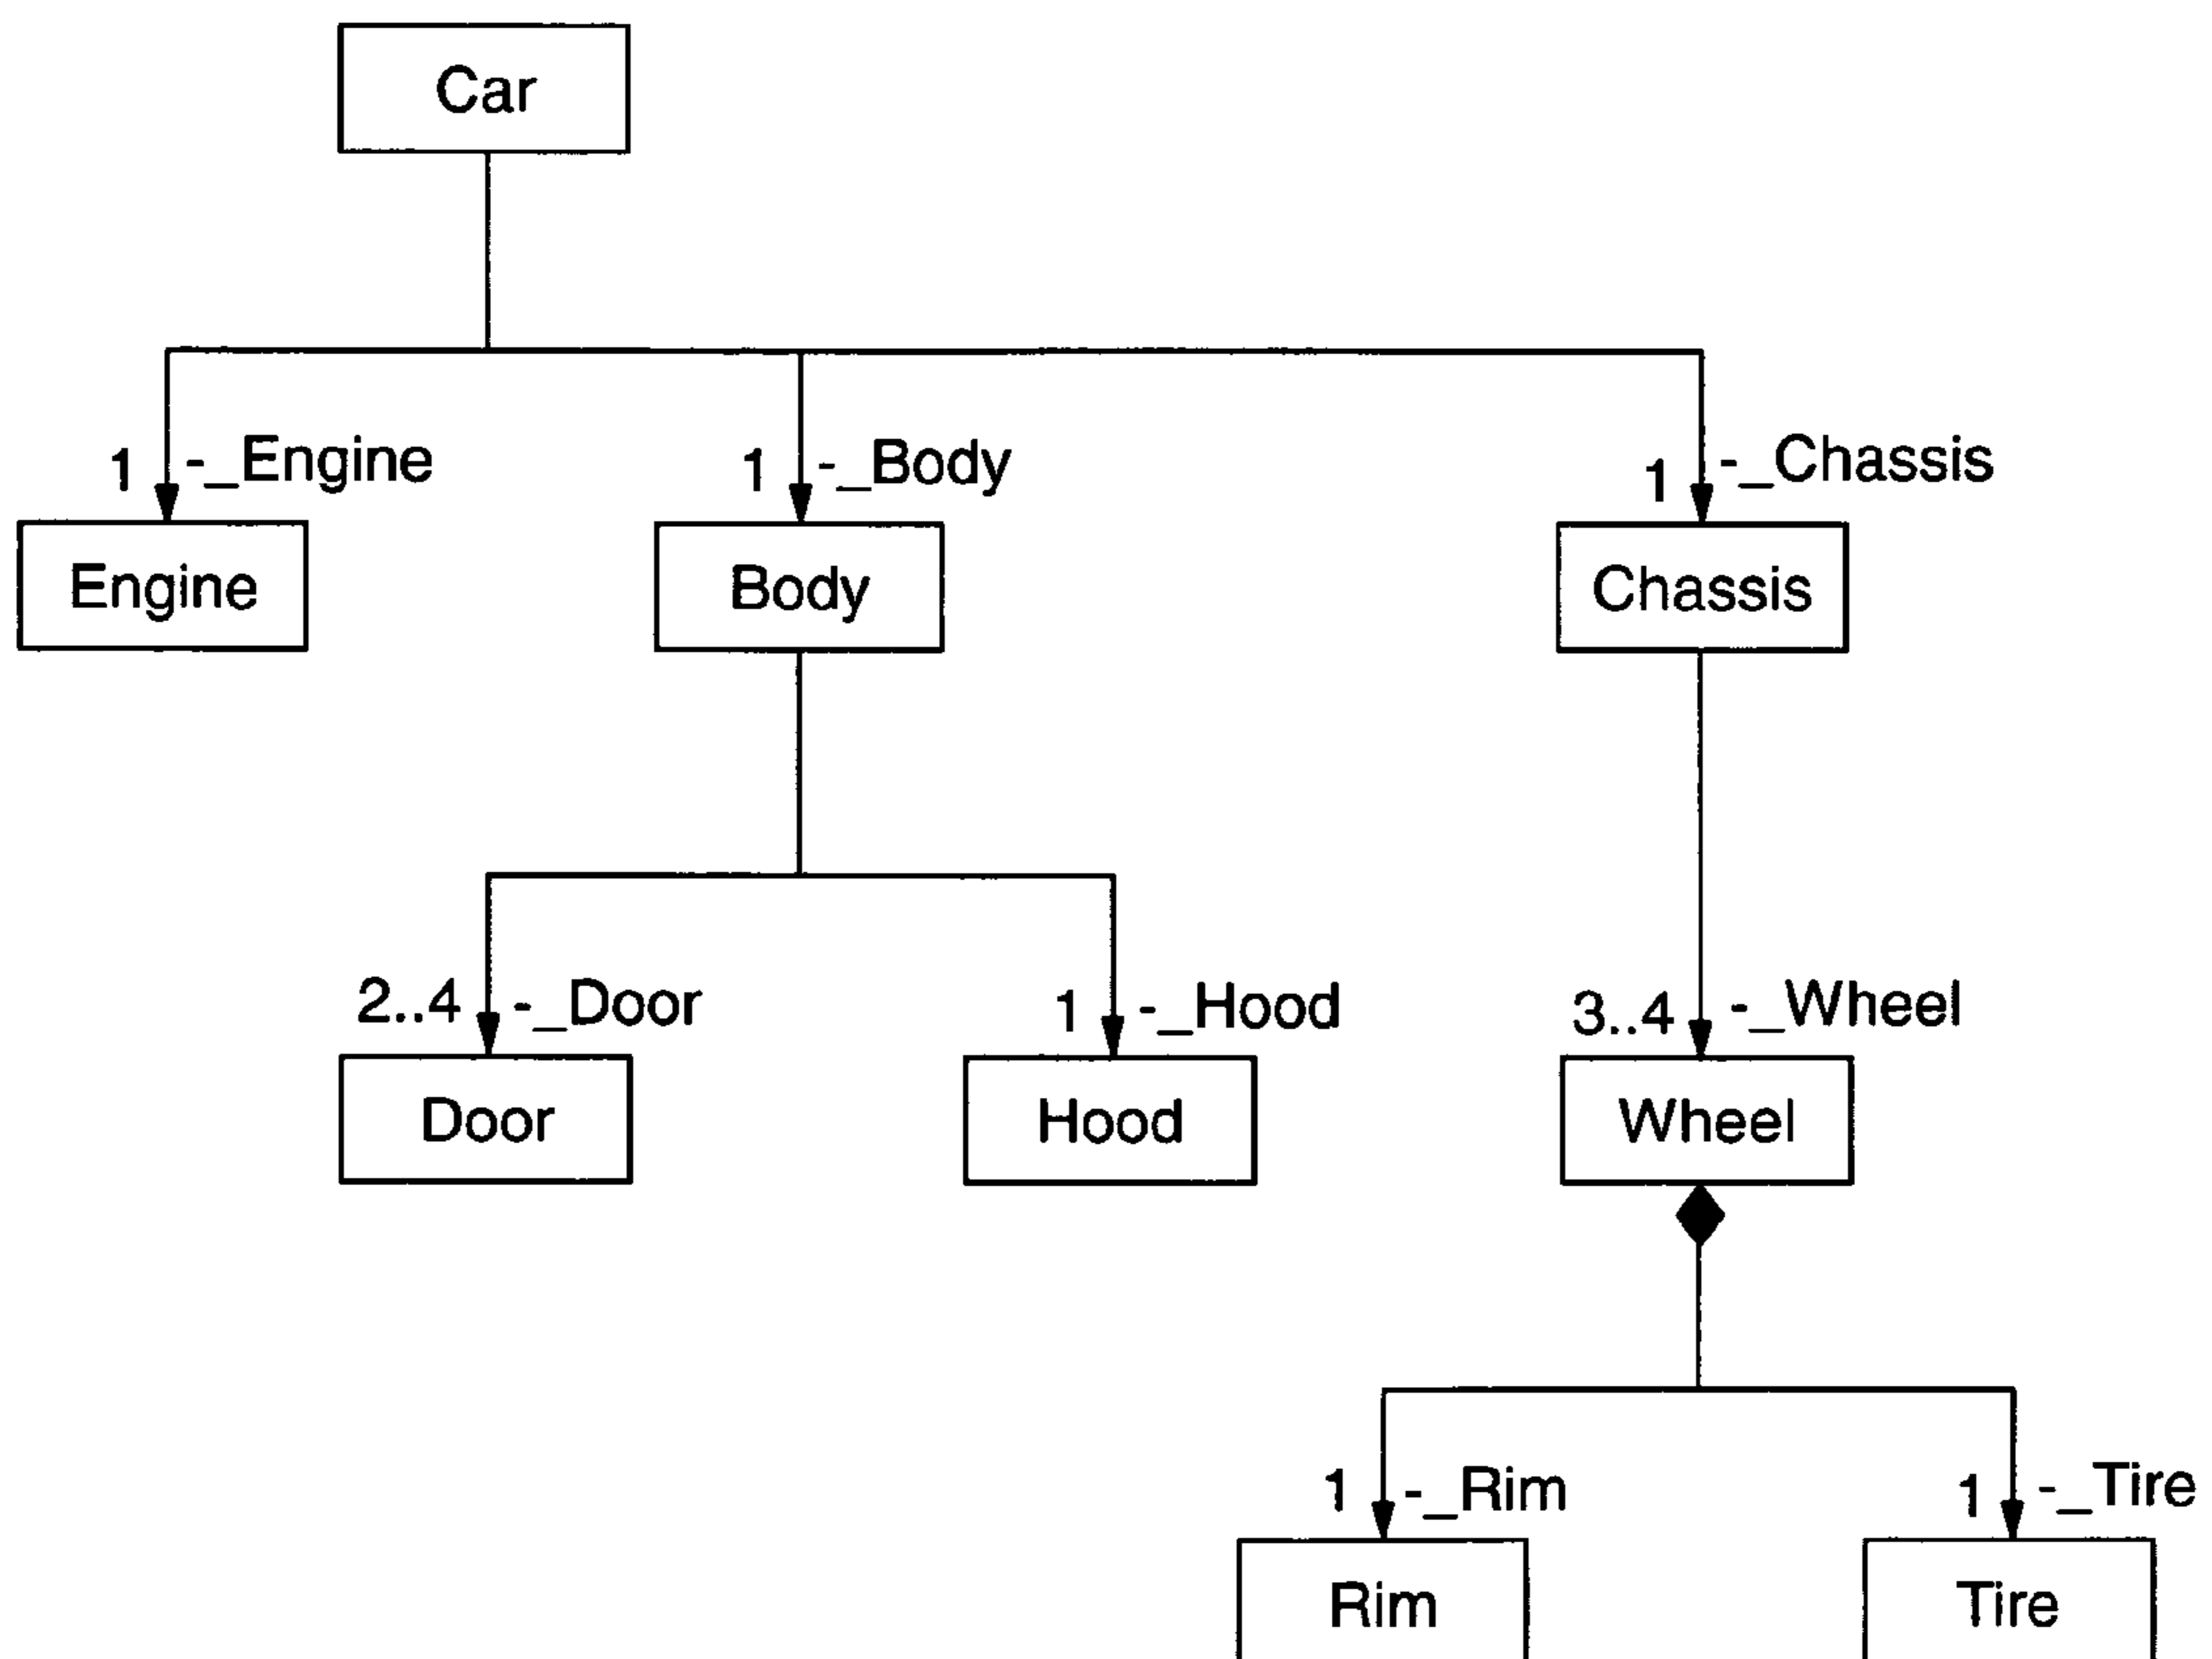 Car
1 -_Engine
1 -_Body
1 -_Chassis
Engine
Body
Chassis
2..4 -_Door
1 -_Hood
3..4 -_Wheel
Door
Hood
Wheel
1 -_Rim
1 -_Tire
Rim
Tire